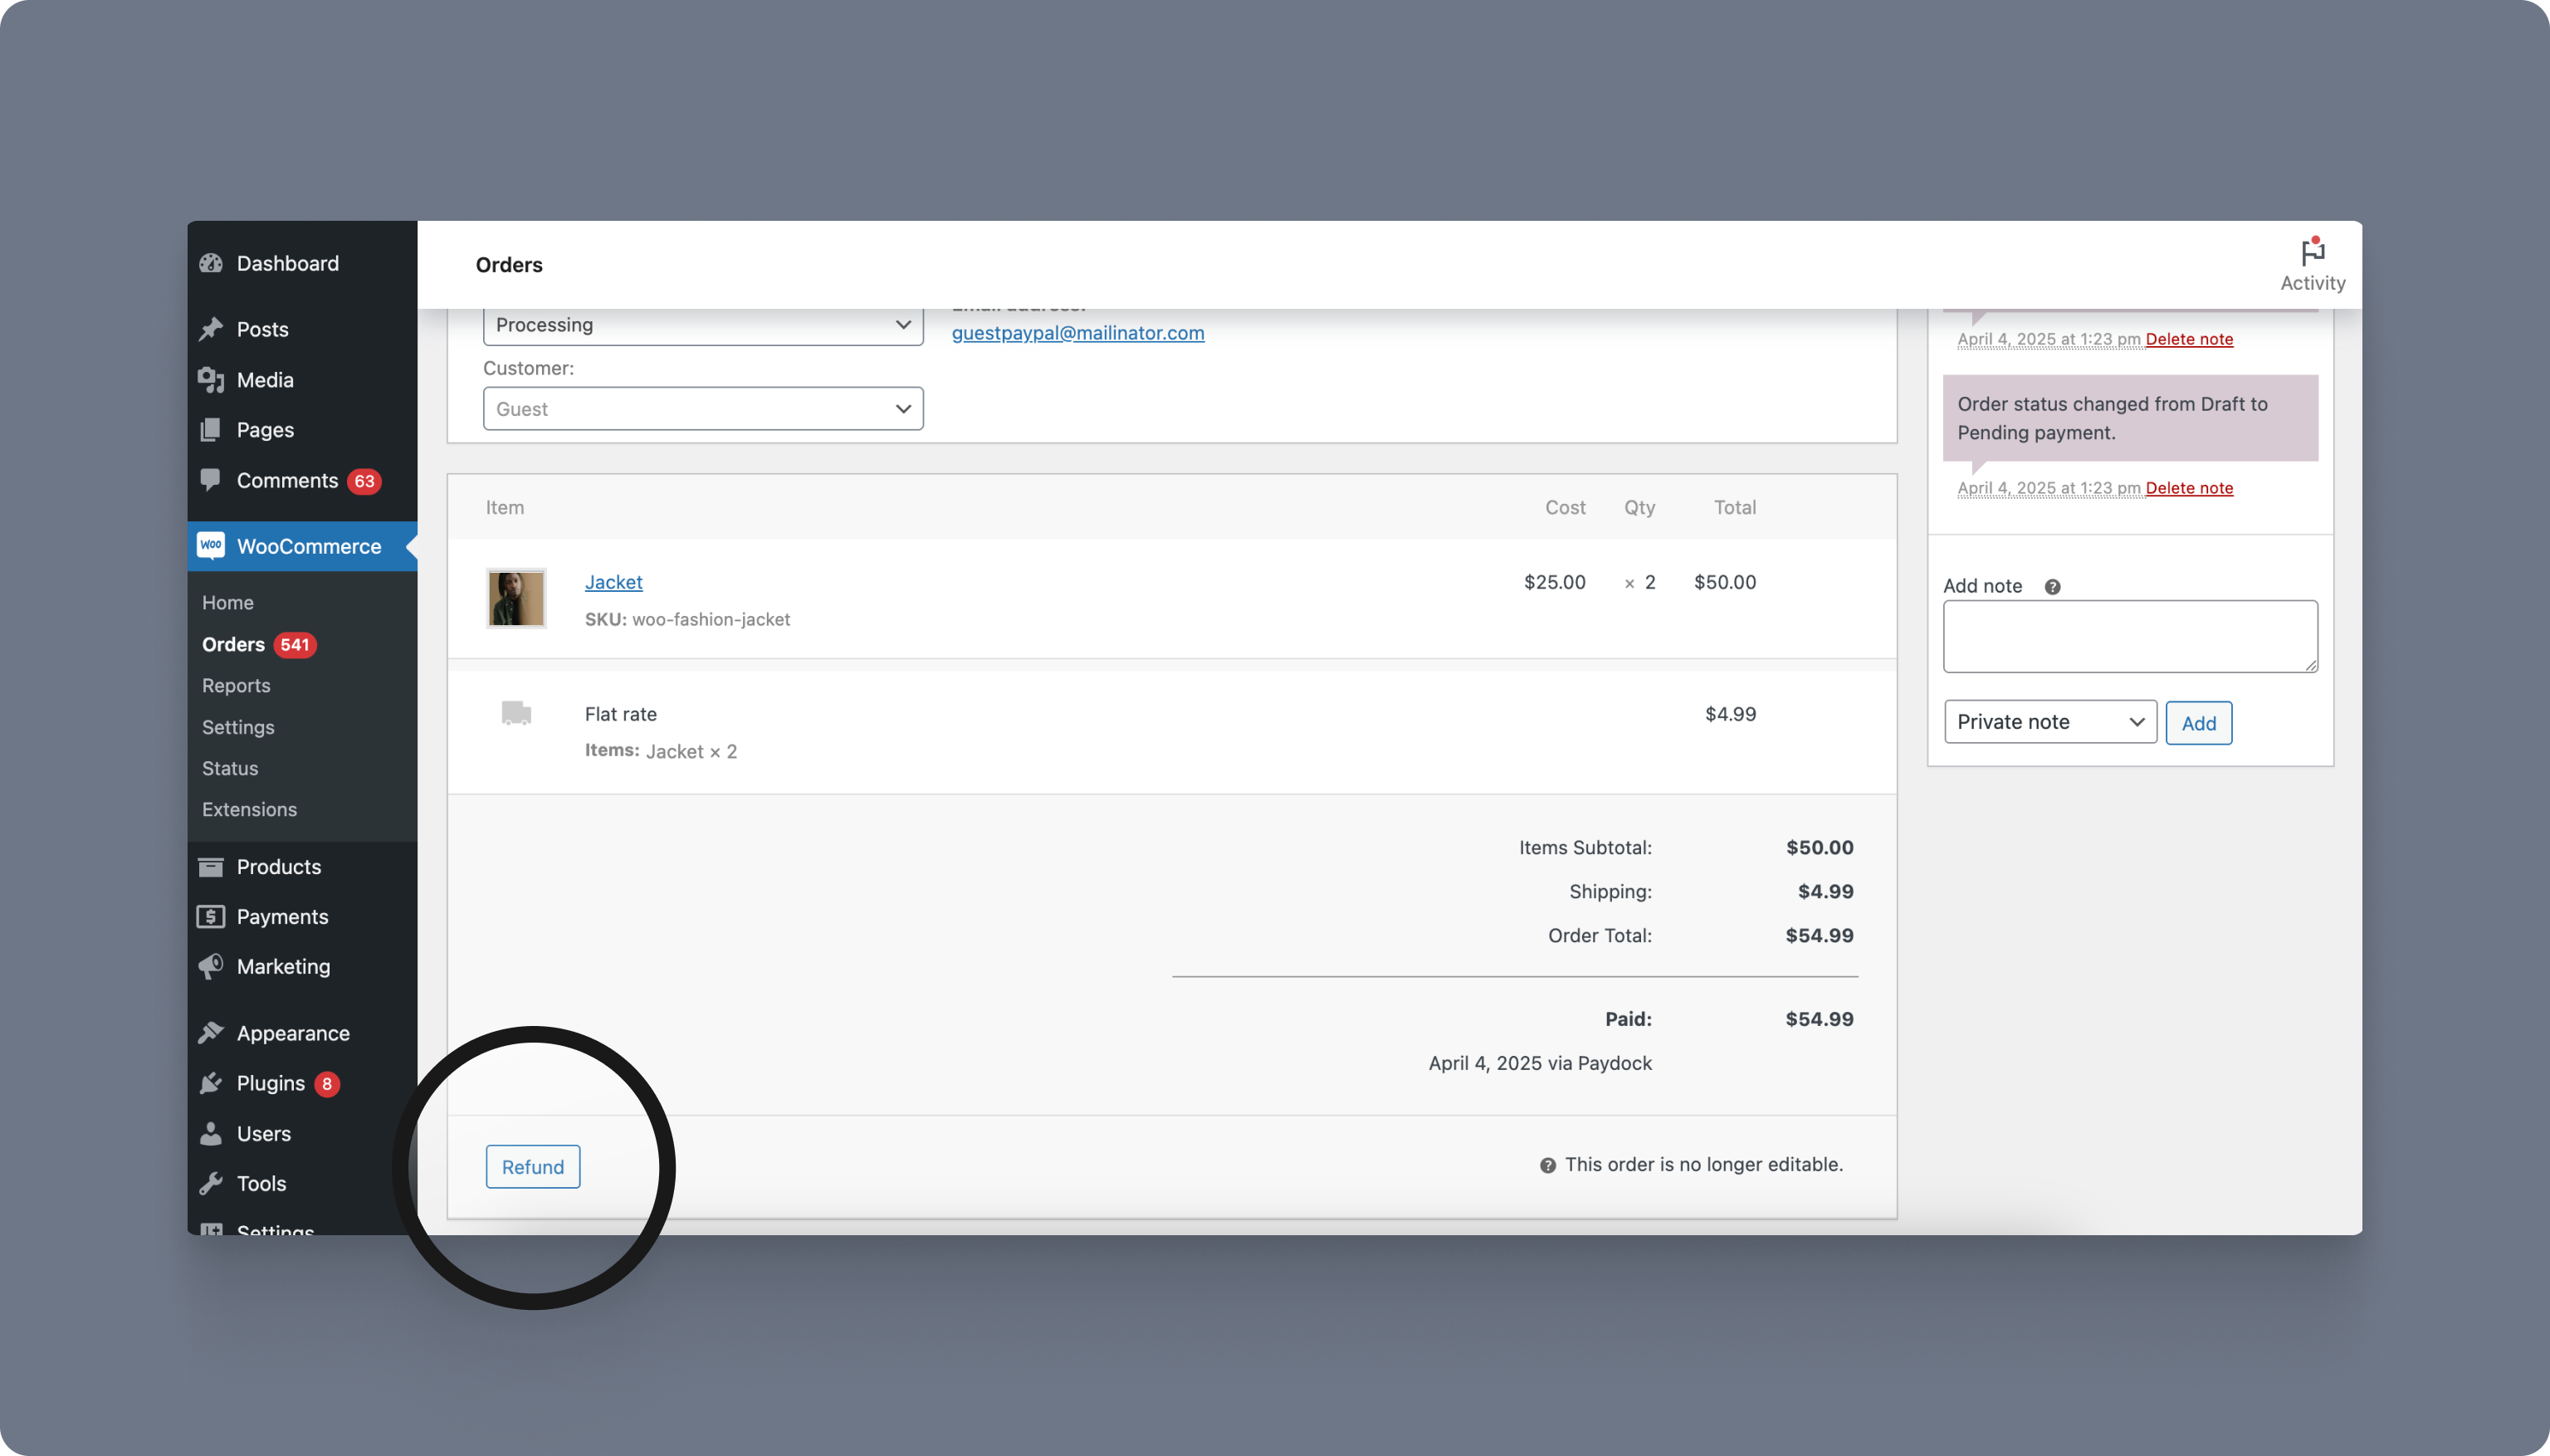 Dashboard
Posts
Media
Pages
Comments 63
WOO WooCommerce
Home
Orders 541
Reports
Settings
Status
Extensions
Products
Payments
Marketing
Appearance
Plugins 8
Users
Tools
Settings
Orders
Activity
Processing
Email address:
guestpaypal@mailinator.com
Customer:
Guest
Item Cost Qty Total
Jacket $25.00 × 2 $50.00
SKU: woo-fashion-jacket
Flat rate $4.99
Items: Jacket × 2
Items Subtotal: $50.00
Shipping: $4.99
Order Total: $54.99
Paid: $54.99
April 4, 2025 via Paydock
Refund
This order is no longer editable.
April 4, 2025 at 1:23 pm Delete note
Order status changed from Draft to
Pending payment.
April 4, 2025 at 1:23 pm Delete note
Add note
Private note
Add